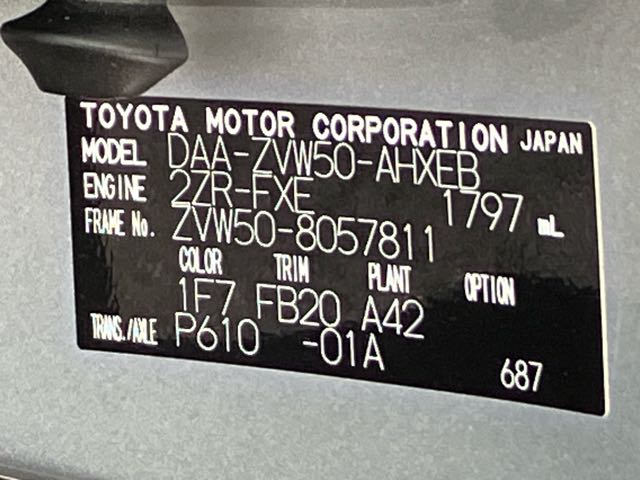 TOYOTA MOTOR CORPORATION JAPAN
MODEL DAA-ZVW50-AHXEB
ENGINE 2ZR-FXE 1797 mL
FRAME No. ZVW50-8057811
COLOR TRIM PLANT OPTION
1F7 FB20 A42
TRANS./AXLE P610 -01A
687